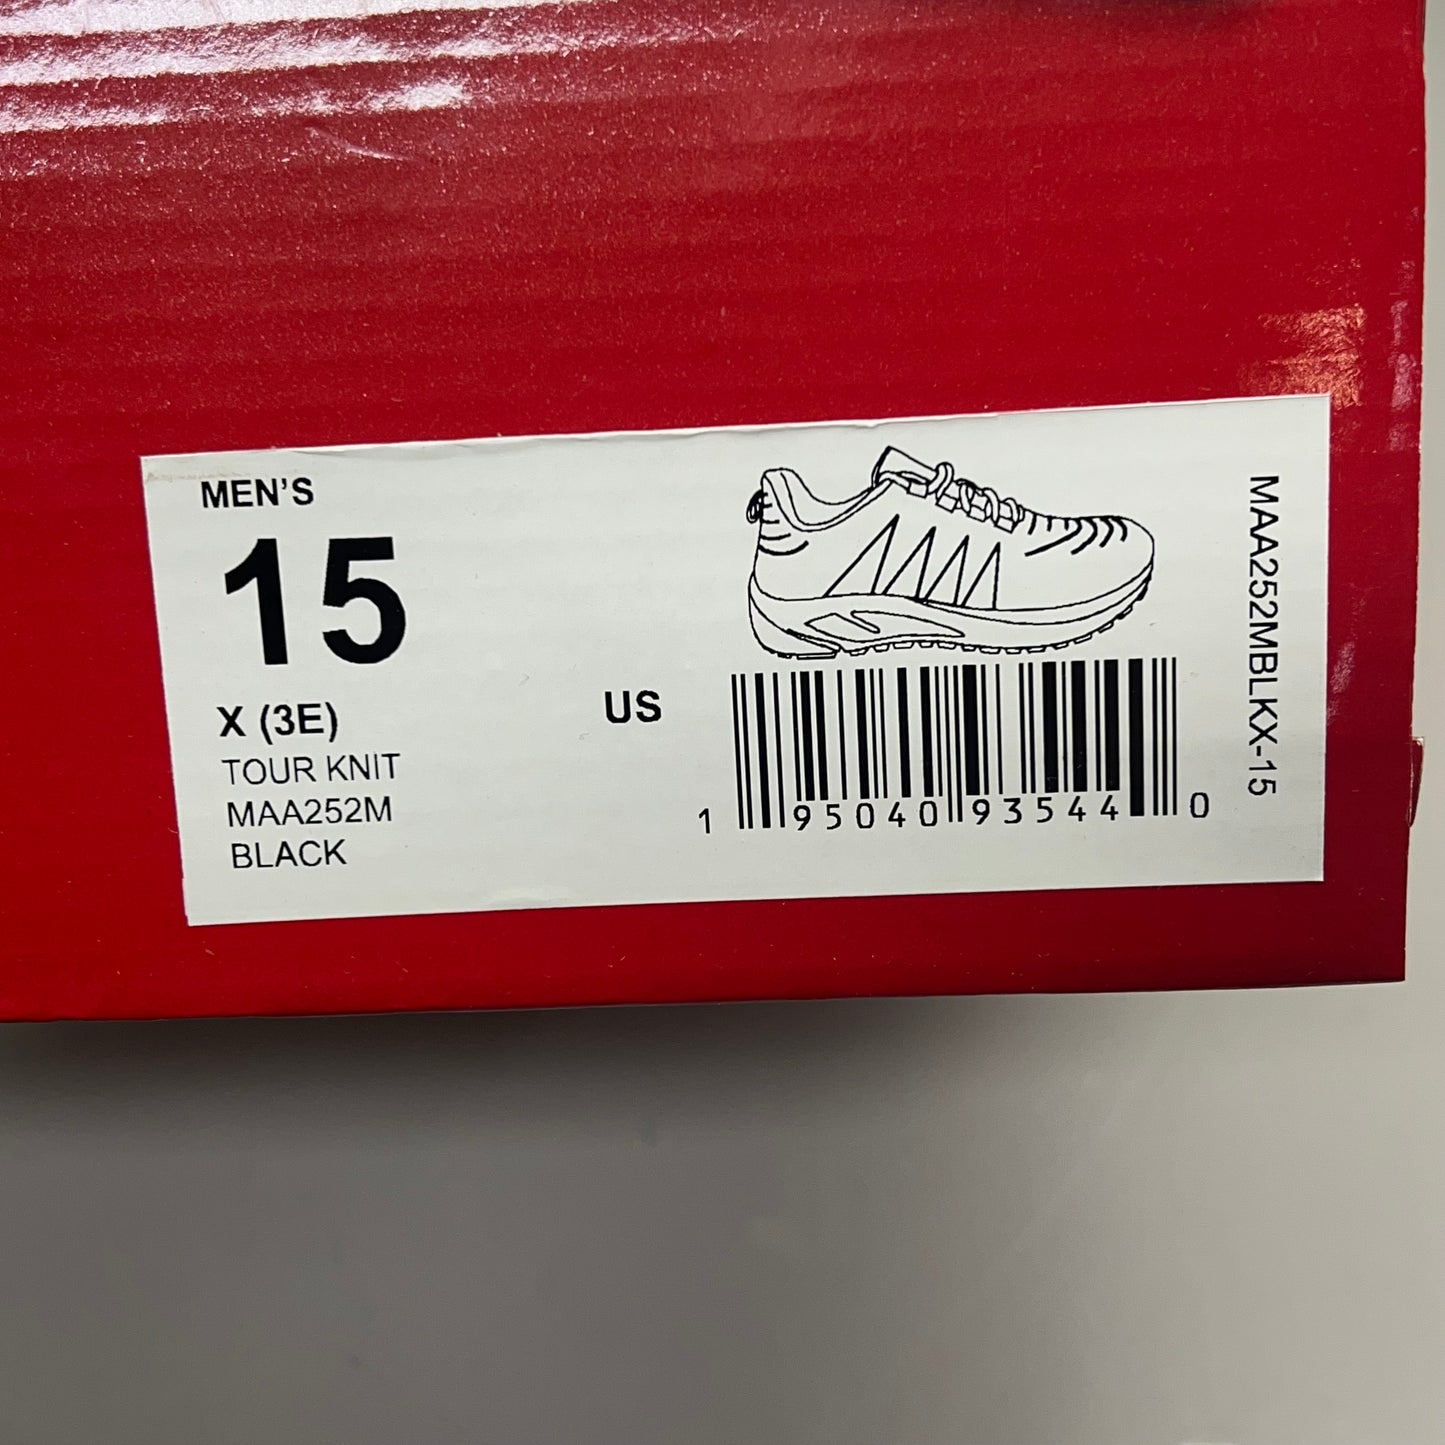 MEN'S
15
X (3E)
US
TOUR KNIT
MAA252M
BLACK
1 95040 93544 0
MAA252MBLKX-15